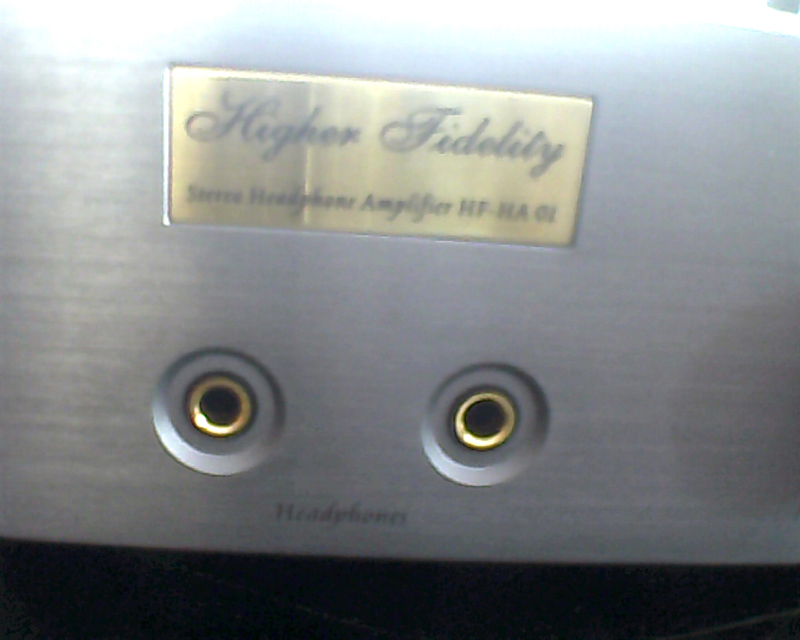 Higher Fidelity
Stereo Headphone Amplifier HF-HA 01
Headphones